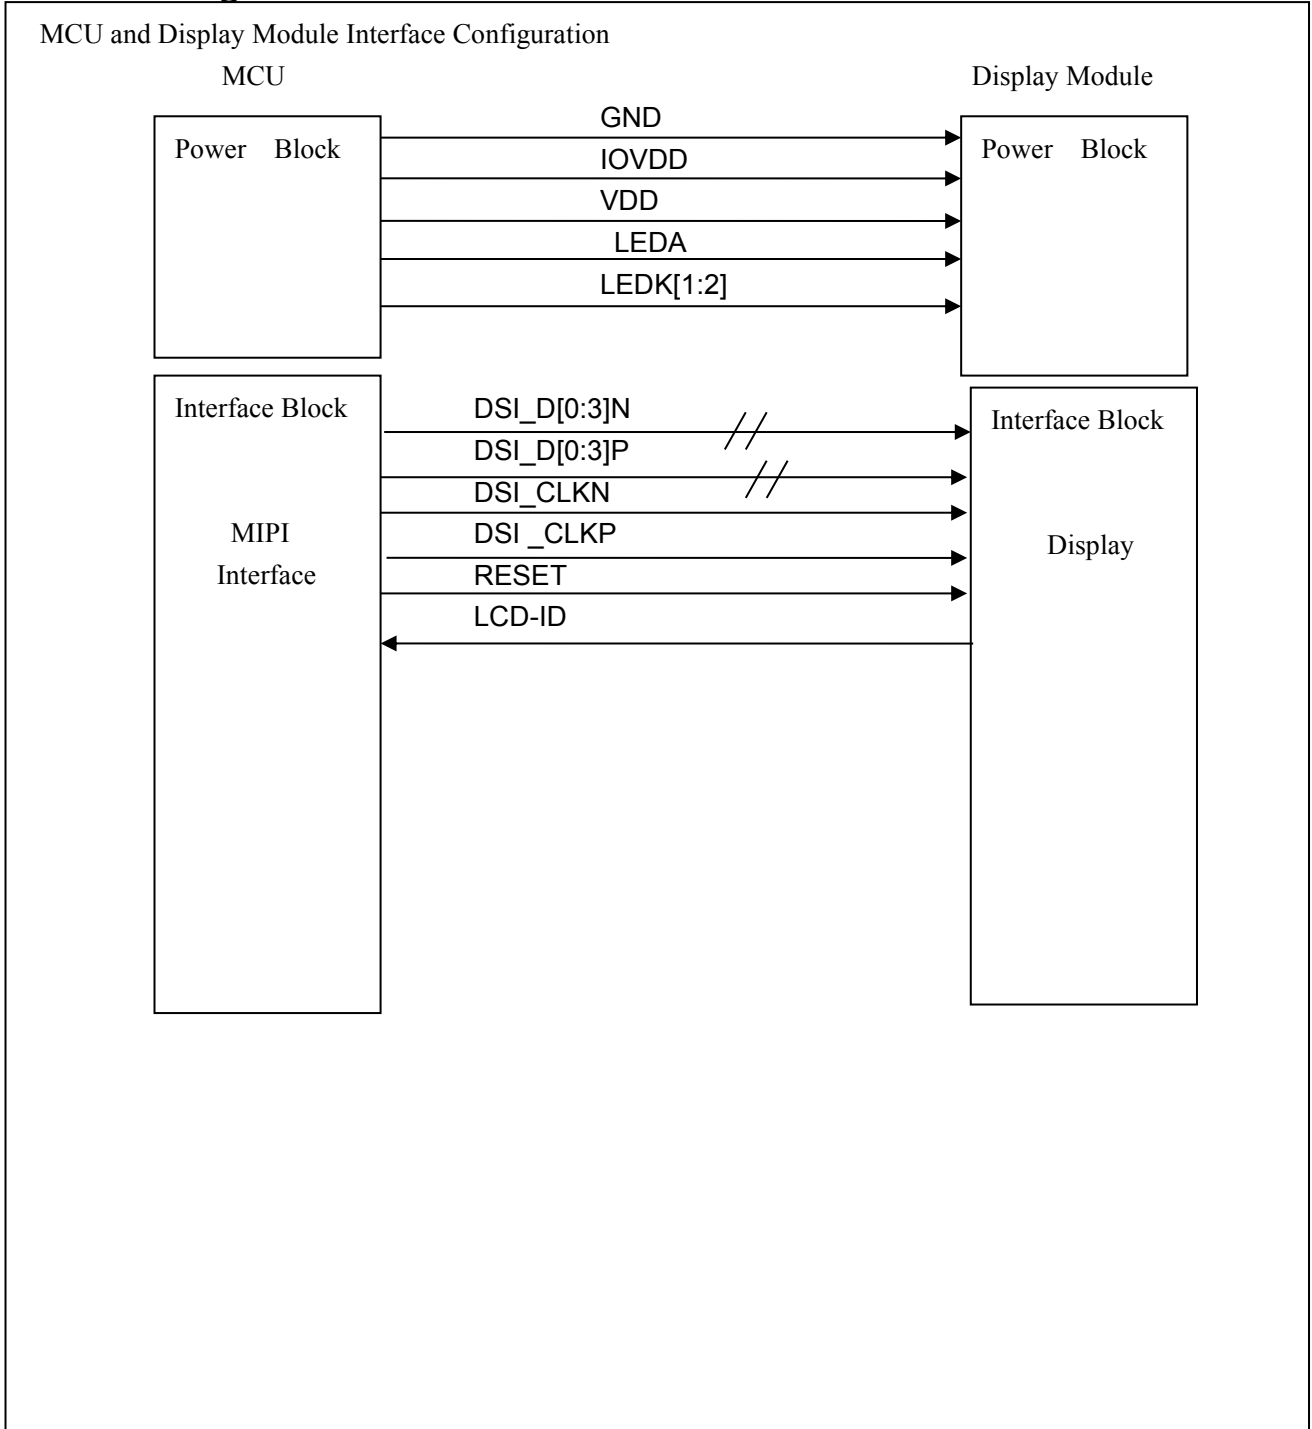 MCU and Display Module Interface Configuration
MCU
Display Module
Power Block
GND
IOVDD
VDD
LEDA
LEDK[1:2]
Power Block
Interface Block
MIPI
Interface
DSI_D[0:3]N
DSI_D[0:3]P
DSI_CLKN
DSI _CLKP
RESET
LCD-ID
Interface Block
Display